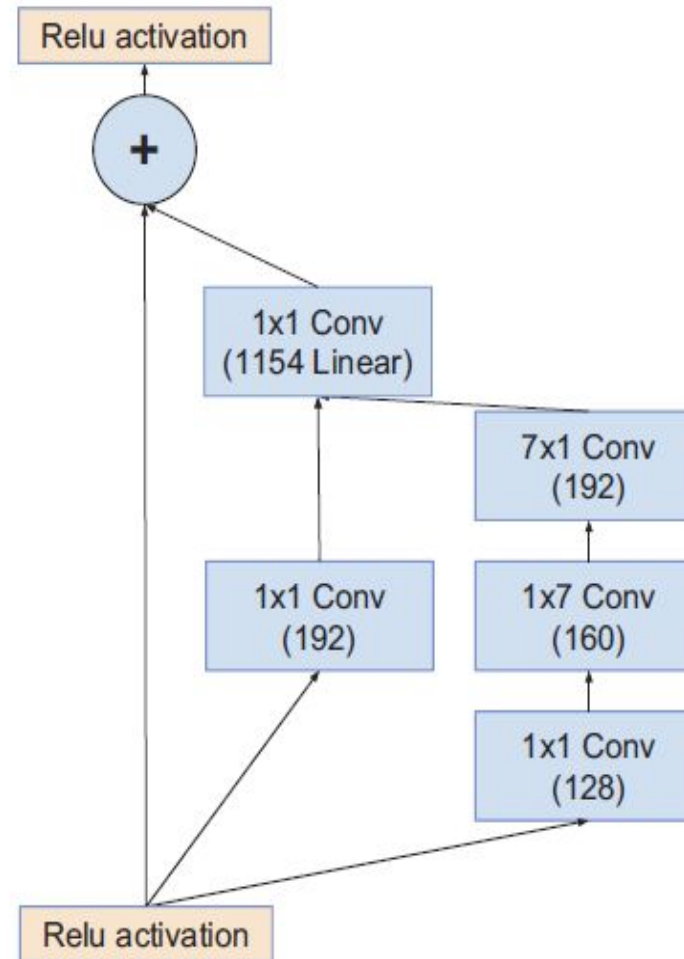 Relu activation
+
1x1 Conv
(1154 Linear)
7x1 Conv
(192)
1x1 Conv
(192)
1x7 Conv
(160)
1x1 Conv
(128)
Relu activation